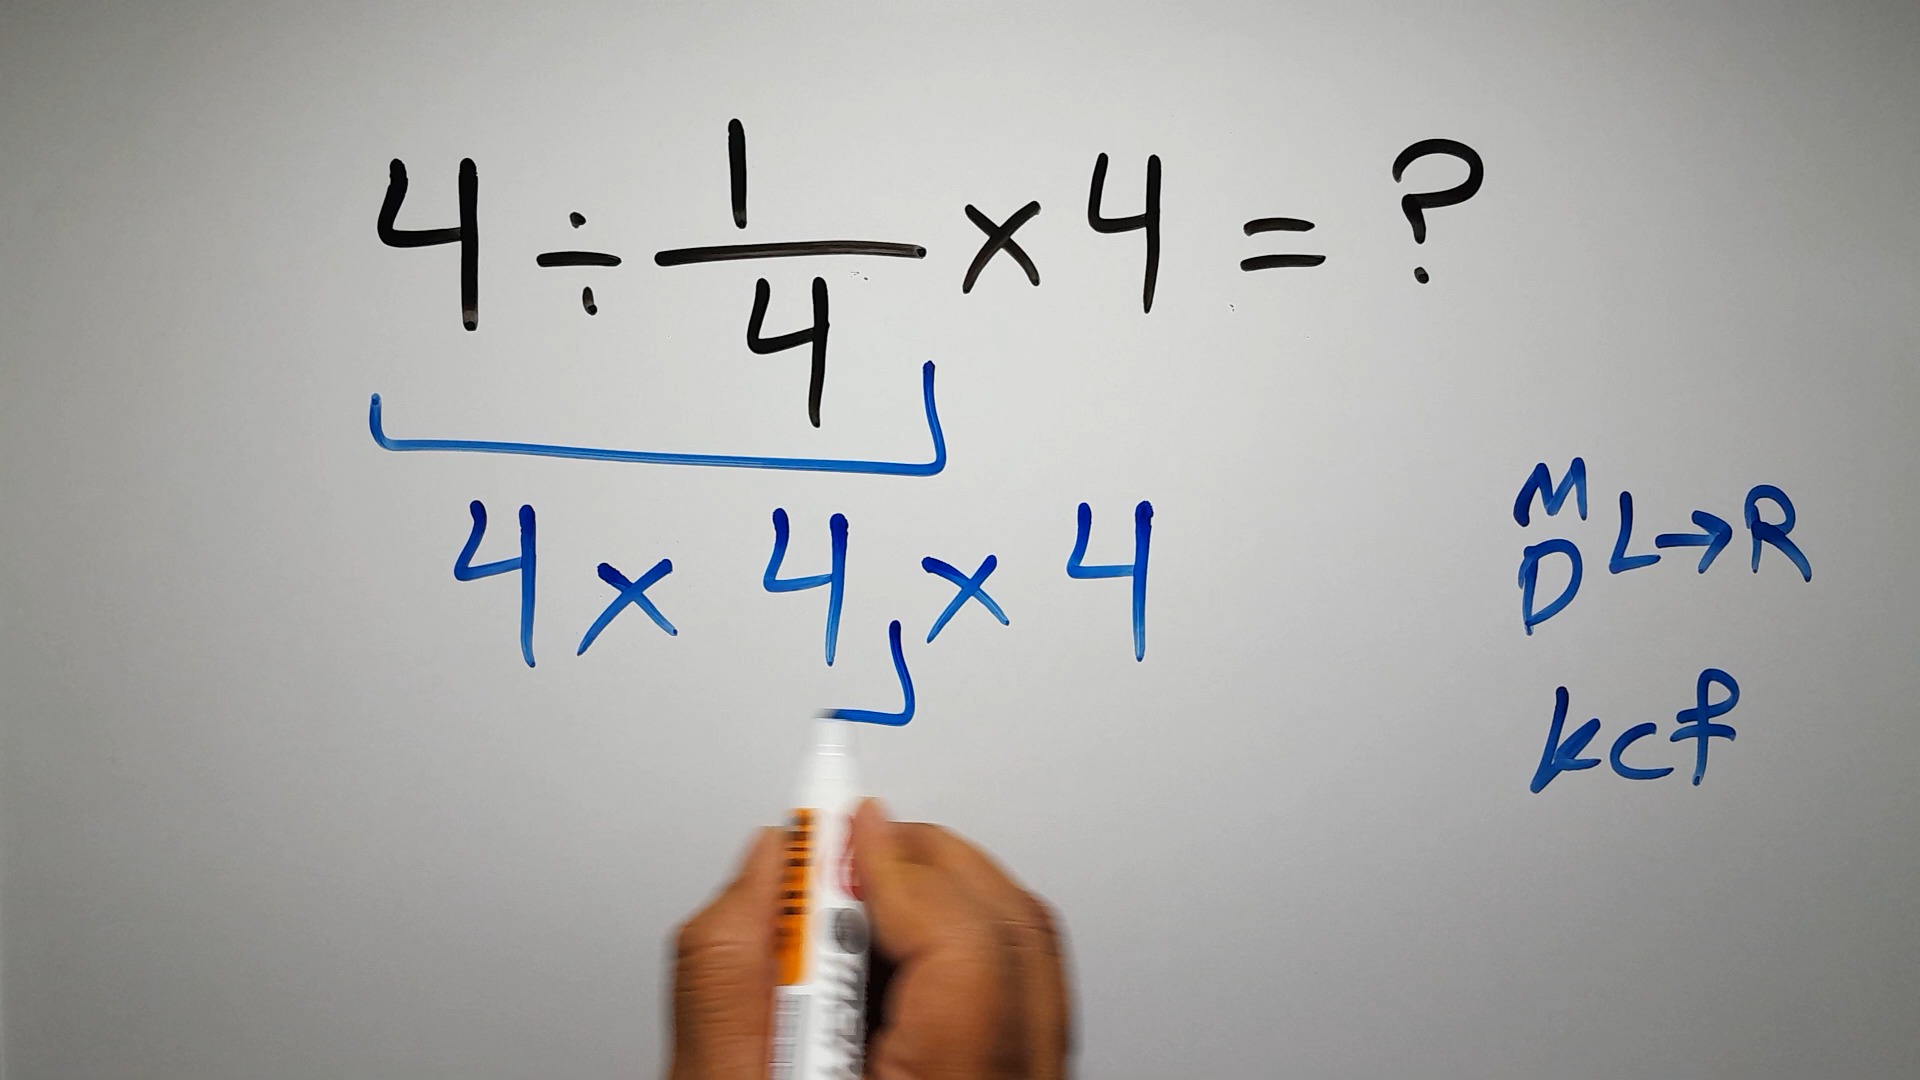 4 ÷ 1/4 × 4 = ?
4 × 4 × 4
M
D L→R
kcf